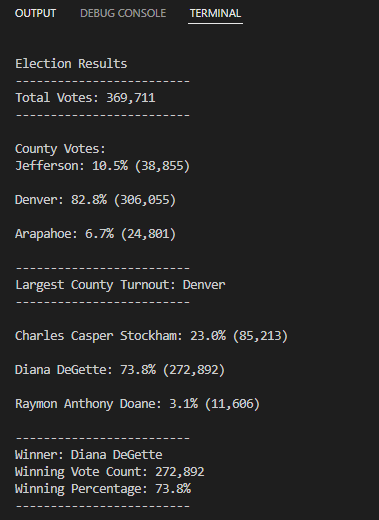 OUTPUT DEBUG CONSOLE TERMINAL
Election Results
-------------------------
Total Votes: 369,711
-------------------------
County Votes:
Jefferson: 10.5% (38,855)
Denver: 82.8% (306,055)
Arapahoe: 6.7% (24,801)
-------------------------
Largest County Turnout: Denver
-------------------------
Charles Casper Stockham: 23.0% (85,213)
Diana DeGette: 73.8% (272,892)
Raymon Anthony Doane: 3.1% (11,606)
-------------------------
Winner: Diana DeGette
Winning Vote Count: 272,892
Winning Percentage: 73.8%
-------------------------